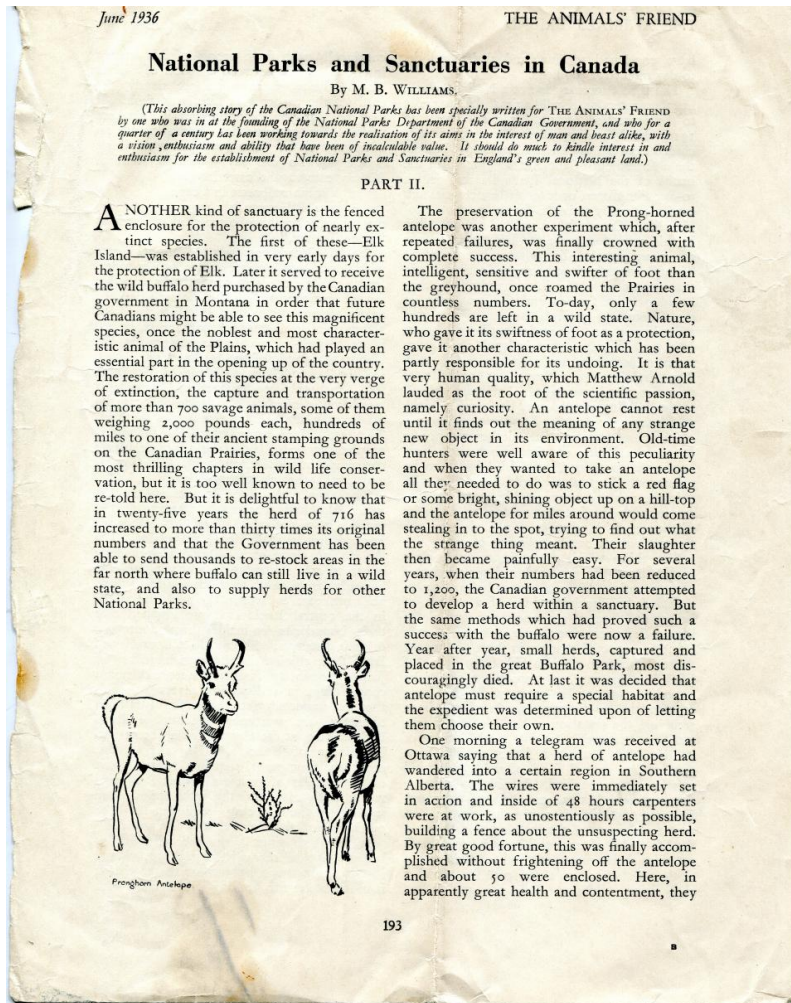 June 1936
THE ANIMALS' FRIEND
National Parks and Sanctuaries in Canada
By M. B. WILLIAMS.
(This absorbing story of the Canadian National Parks has been specially written for THE ANIMALS' FRIEND
by one who was in at the founding of the National Parks Department of the Canadian Government, and who for a
quarter of a century has been working towards the realisation of its aims in the interest of man and beast alike, with
a vision ,enthusiasm and ability that have been of incalculable value. It should do much to kindle interest in and
enthusiasm for the establishment of National Parks and Sanctuaries in England's green and pleasant land.)
PART II.
ANOTHER kind of sanctuary is the fenced
enclosure for the protection of nearly ex-
tinct species. The first of these—Elk
Island—was established in very early days for
the protection of Elk. Later it served to receive
the wild buffalo herd purchased by the Canadian
government in Montana in order that future
Canadians might be able to see this magnificent
species, once the noblest and most character-
istic animal of the Plains, which had played an
essential part in the opening up of the country.
The restoration of this species at the very verge
of extinction, the capture and transportation
of more than 700 savage animals, some of them
weighing 2,000 pounds each, hundreds of
miles to one of their ancient stamping grounds
on the Canadian Prairies, forms one of the
most thrilling chapters in wild life conser-
vation, but it is too well known to need to be
re-told here. But it is delightful to know that
in twenty-five years the herd of 716 has
increased to more than thirty times its original
numbers and that the Government has been
able to send thousands to re-stock areas in the
far north where buffalo can still live in a wild
state, and also to supply herds for other
National Parks.
Pronghorn Antelope.
The preservation of the Prong-horned
antelope was another experiment which, after
repeated failures, was finally crowned with
complete success. This interesting animal,
intelligent, sensitive and swifter of foot than
the greyhound, once roamed the Prairies in
countless numbers. To-day, only a few
hundreds are left in a wild state. Nature,
who gave it its swiftness of foot as a protection,
gave it another characteristic which has been
partly responsible for its undoing. It is that
very human quality, which Matthew Arnold
lauded as the root of the scientific passion,
namely curiosity. An antelope cannot rest
until it finds out the meaning of any strange
new object in its environment. Old-time
hunters were well aware of this peculiarity
and when they wanted to take an antelope
all they needed to do was to stick a red flag
or some bright, shining object up on a hill-top
and the antelope for miles around would come
stealing in to the spot, trying to find out what
the strange thing meant. Their slaughter
then became painfully easy. For several
years, when their numbers had been reduced
to 1,200, the Canadian government attempted
to develop a herd within a sanctuary. But
the same methods which had proved such a
success with the buffalo were now a failure.
Year after year, small herds, captured and
placed in the great Buffalo Park, most dis-
couragingly died. At last it was decided that
antelope must require a special habitat and
the expedient was determined upon of letting
them choose their own.
One morning a telegram was received at
Ottawa saying that a herd of antelope had
wandered into a certain region in Southern
Alberta. The wires were immediately set
in action and inside of 48 hours carpenters
were at work, as unostentiously as possible,
building a fence about the unsuspecting herd.
By great good fortune, this was finally accom-
plished without frightening off the antelope
and about 50 were enclosed. Here, in
apparently great health and contentment, they
193
B